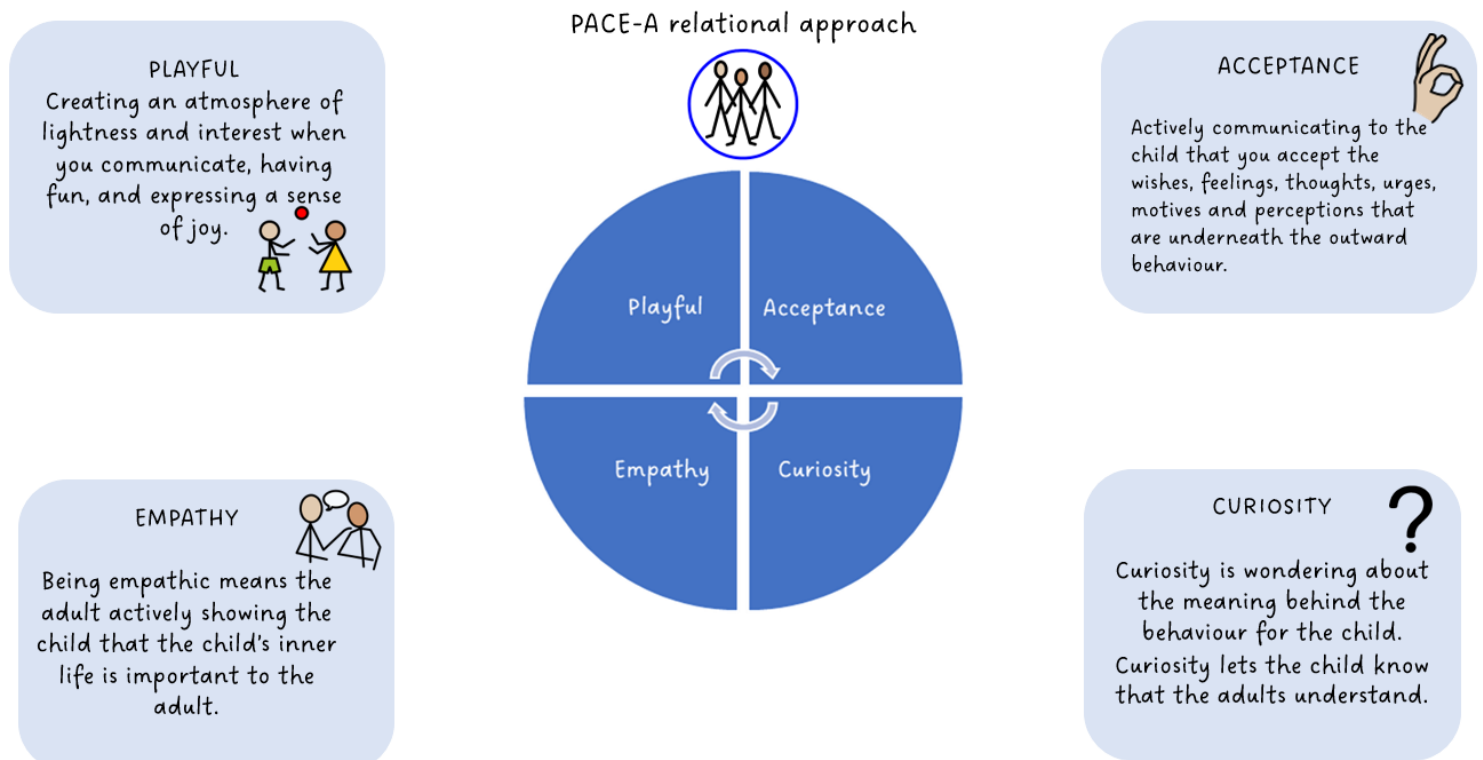 PACE-A relational approach
PLAYFUL
Creating an atmosphere of
lightness and interest when
you communicate, having
fun, and expressing a sense
of joy.
ACCEPTANCE
Actively communicating to the
child that you accept the
wishes, feelings, thoughts, urges,
motives and perceptions that
are underneath the outward
behaviour.
Playful
Acceptance
Empathy
Curiosity
EMPATHY
Being empathic means the
adult actively showing the
child that the child's inner
life is important to the
adult.
CURIOSITY
?
Curiosity is wondering about
the meaning behind the
behaviour for the child.
Curiosity lets the child know
that the adults understand.